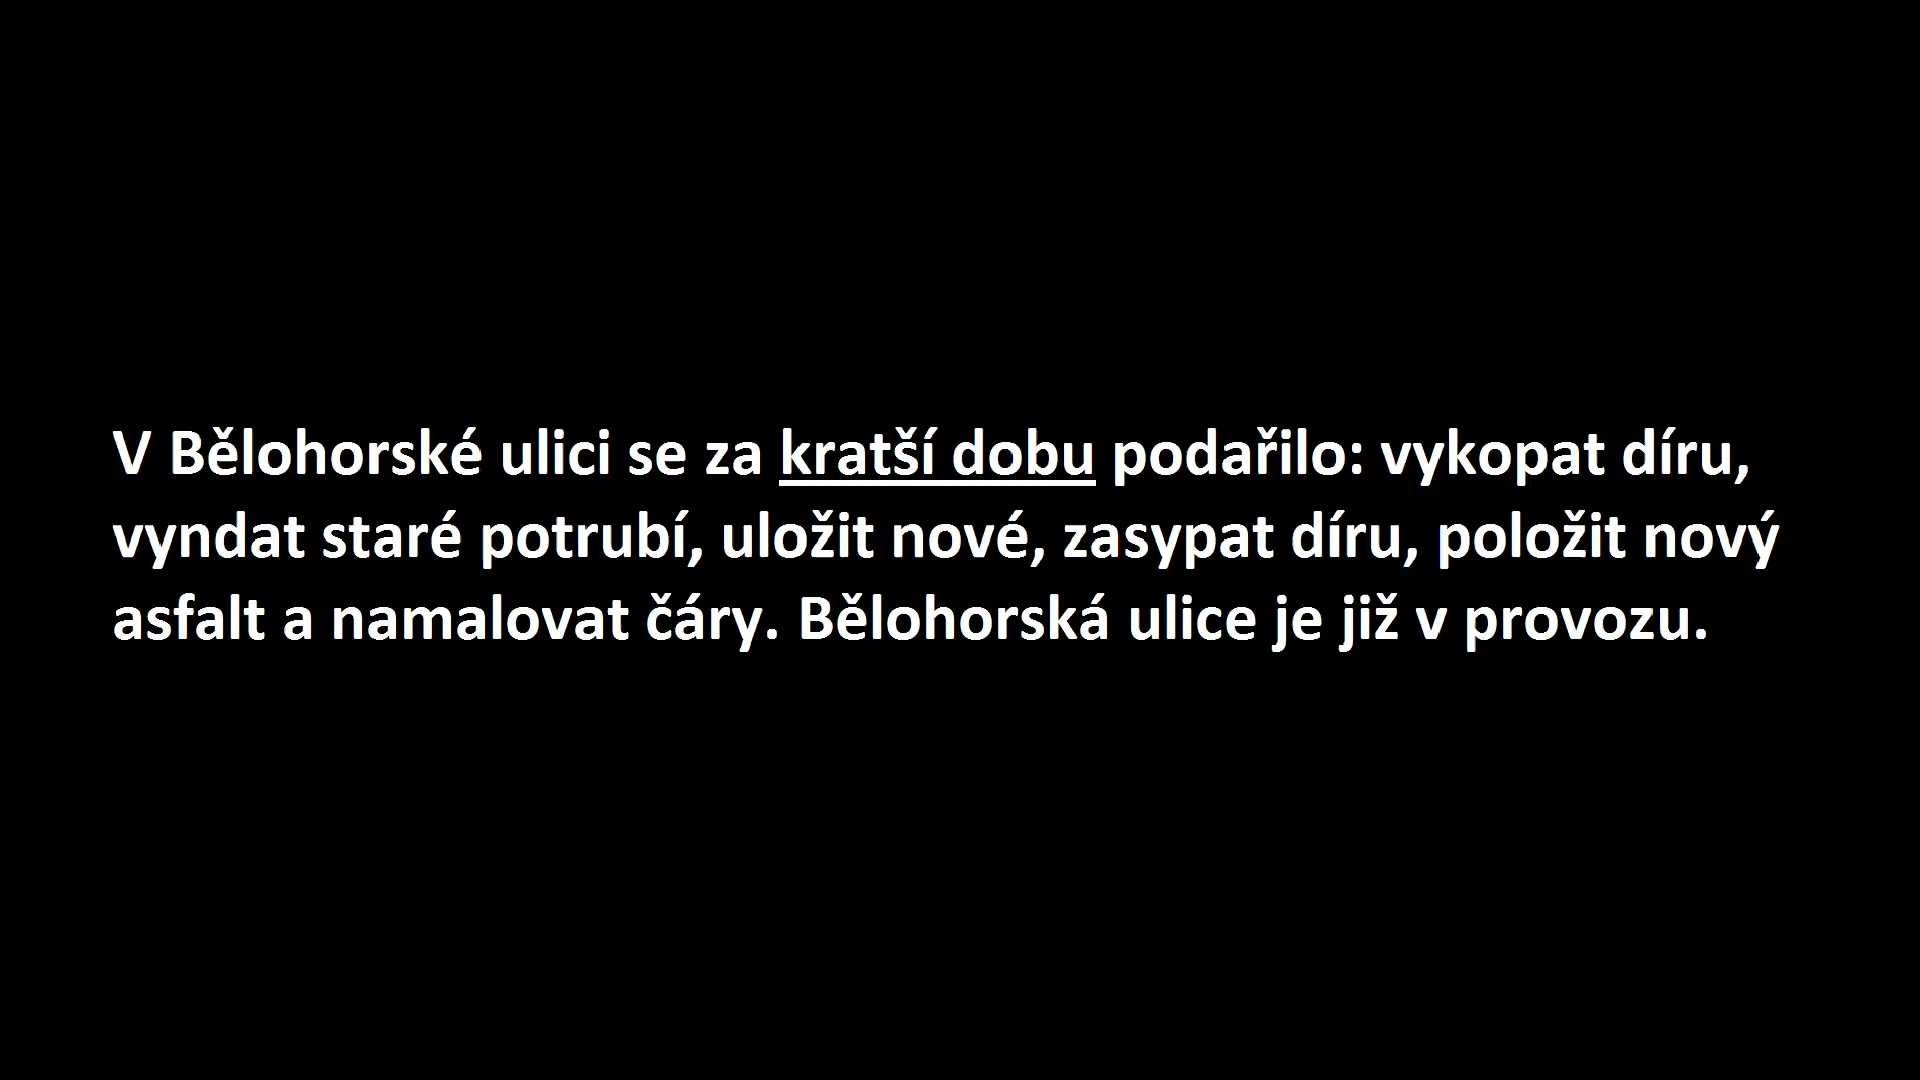 V Bělohorské ulici se za kratší dobu podařilo: vykopat díru,
vyndat staré potrubí, uložit nové, zasypat díru, položit nový
asfalt a namalovat čáry. Bělohorská ulice je již v provozu.